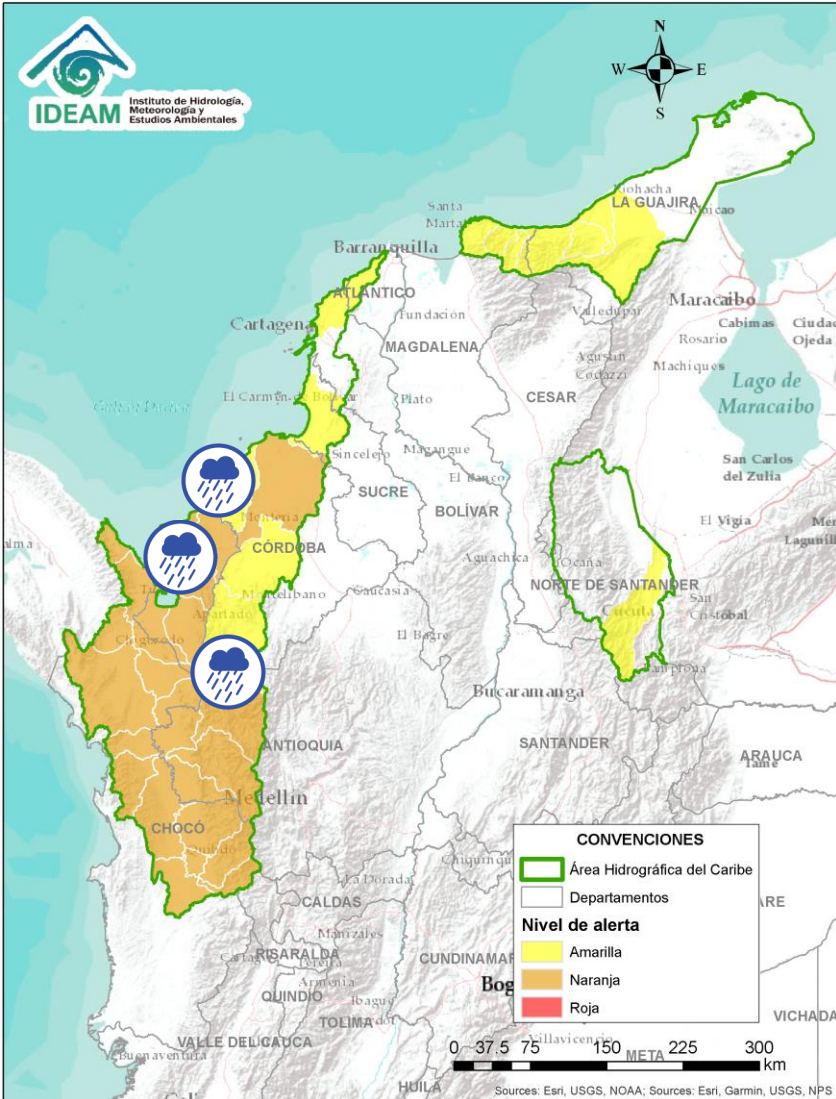 IDEAM
Instituto de Hidrología,
Meteorología y
Estudios Ambientales
N
W
E
S
Riohacha
LA GUAJIRA
Maicao
Santa
Marta
Barranquilla
ATLÁNTICO
Maracaibo
Cabimas
Ciudad
Ojeda
Cartagena
Fundación
Valledupar
Rosario
MAGDALENA
Agustín
Codazzi
Machiques
Lago de
Maracaibo
El Carmen de Bolívar
Plato
CESAR
Sincelejo
Magangué
San Carlos
del Zulia
El Banco
SUCRE
BOLÍVAR
El Vigía
Montería
CÓRDOBA
Aguachica
Ocaña
NORTE DE SANTANDER
Montelíbano
Caucasia
Apartadó
Cúcuta
San
Cristóbal
Chigorodó
El Bagre
Pamplona
Bucaramanga
ANTIOQUIA
SANTANDER
ARAUCA
Tame
Medellín
CHOCÓ
Quibdó
La Dorada
CALDAS
Manizales
RISARALDA
Pereira
Armenia
QUINDÍO
Ibagué
TOLIMA
VALLE DEL CAUCA
Buenaventura
HUILA
Villavicencio
META
VICHADA
CONVENCIONES
Área Hidrográfica del Caribe
Departamentos
Nivel de alerta
Amarilla
Naranja
Roja
0 37.5 75 150 225 300
km
Sources: Esri, USGS, NOAA; Sources: Esri, Garmin, USGS, NPS